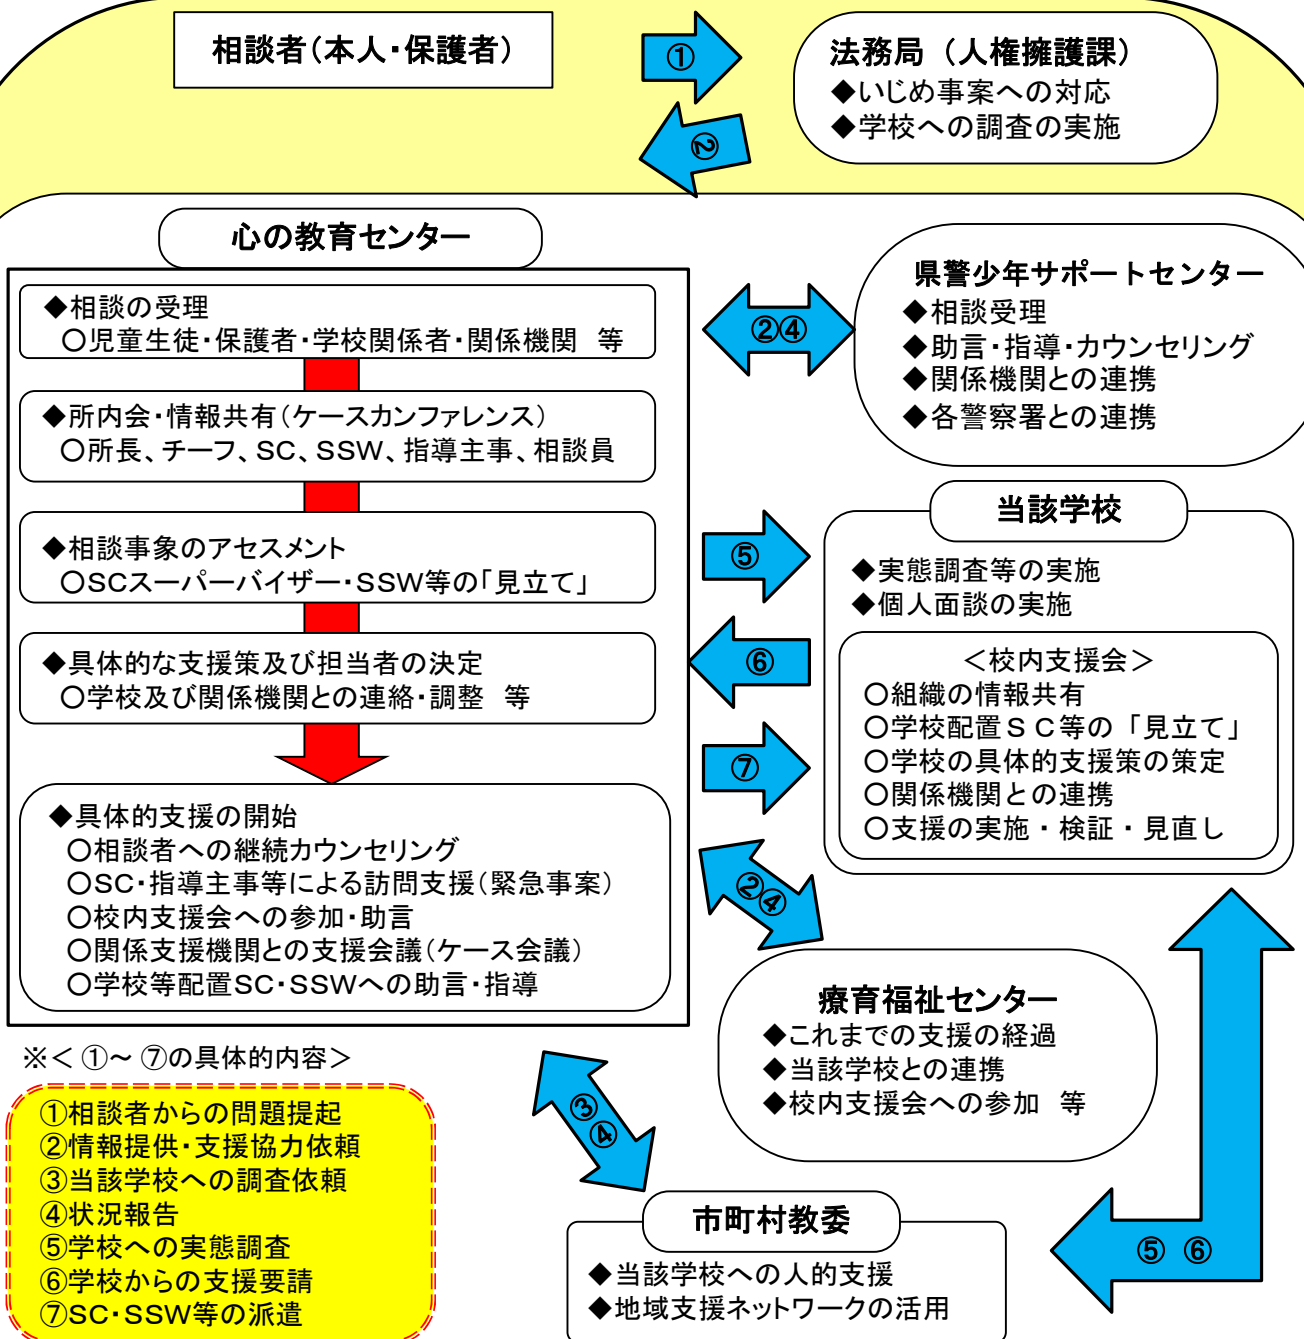 相談者(本人・保護者)
①
法務局 (人権擁護課)
◆いじめ事案への対応
◆学校への調査の実施
②
心の教育センター
◆相談の受理
○児童生徒・保護者・学校関係者・関係機関 等
◆所内会・情報共有(ケースカンファレンス)
○所長、チーフ、SC、SSW、指導主事、相談員
◆相談事象のアセスメント
○SCスーパーバイザー・SSW等の「見立て」
◆具体的な支援策及び担当者の決定
○学校及び関係機関との連絡・調整 等
◆具体的支援の開始
○相談者への継続カウンセリング
○SC・指導主事等による訪問支援(緊急事案)
○校内支援会への参加・助言
○関係支援機関との支援会議(ケース会議)
○学校等配置SC・SSWへの助言・指導
②④
県警少年サポートセンター
◆相談受理
◆助言・指導・カウンセリング
◆関係機関との連携
◆各警察署との連携
⑤
⑥
⑦
当該学校
◆実態調査等の実施
◆個人面談の実施
<校内支援会>
○組織の情報共有
○学校配置SC等の「見立て」
○学校の具体的支援策の策定
○関係機関との連携
○支援の実施・検証・見直し
②④
療育福祉センター
◆これまでの支援の経過
◆当該学校との連携
◆校内支援会への参加 等
③
④
市町村教委
◆当該学校への人的支援
◆地域支援ネットワークの活用
⑤ ⑥
※< ①~ ⑦の具体的内容>
①相談者からの問題提起
②情報提供・支援協力依頼
③当該学校への調査依頼
④状況報告
⑤学校への実態調査
⑥学校からの支援要請
⑦SC・SSW等の派遣